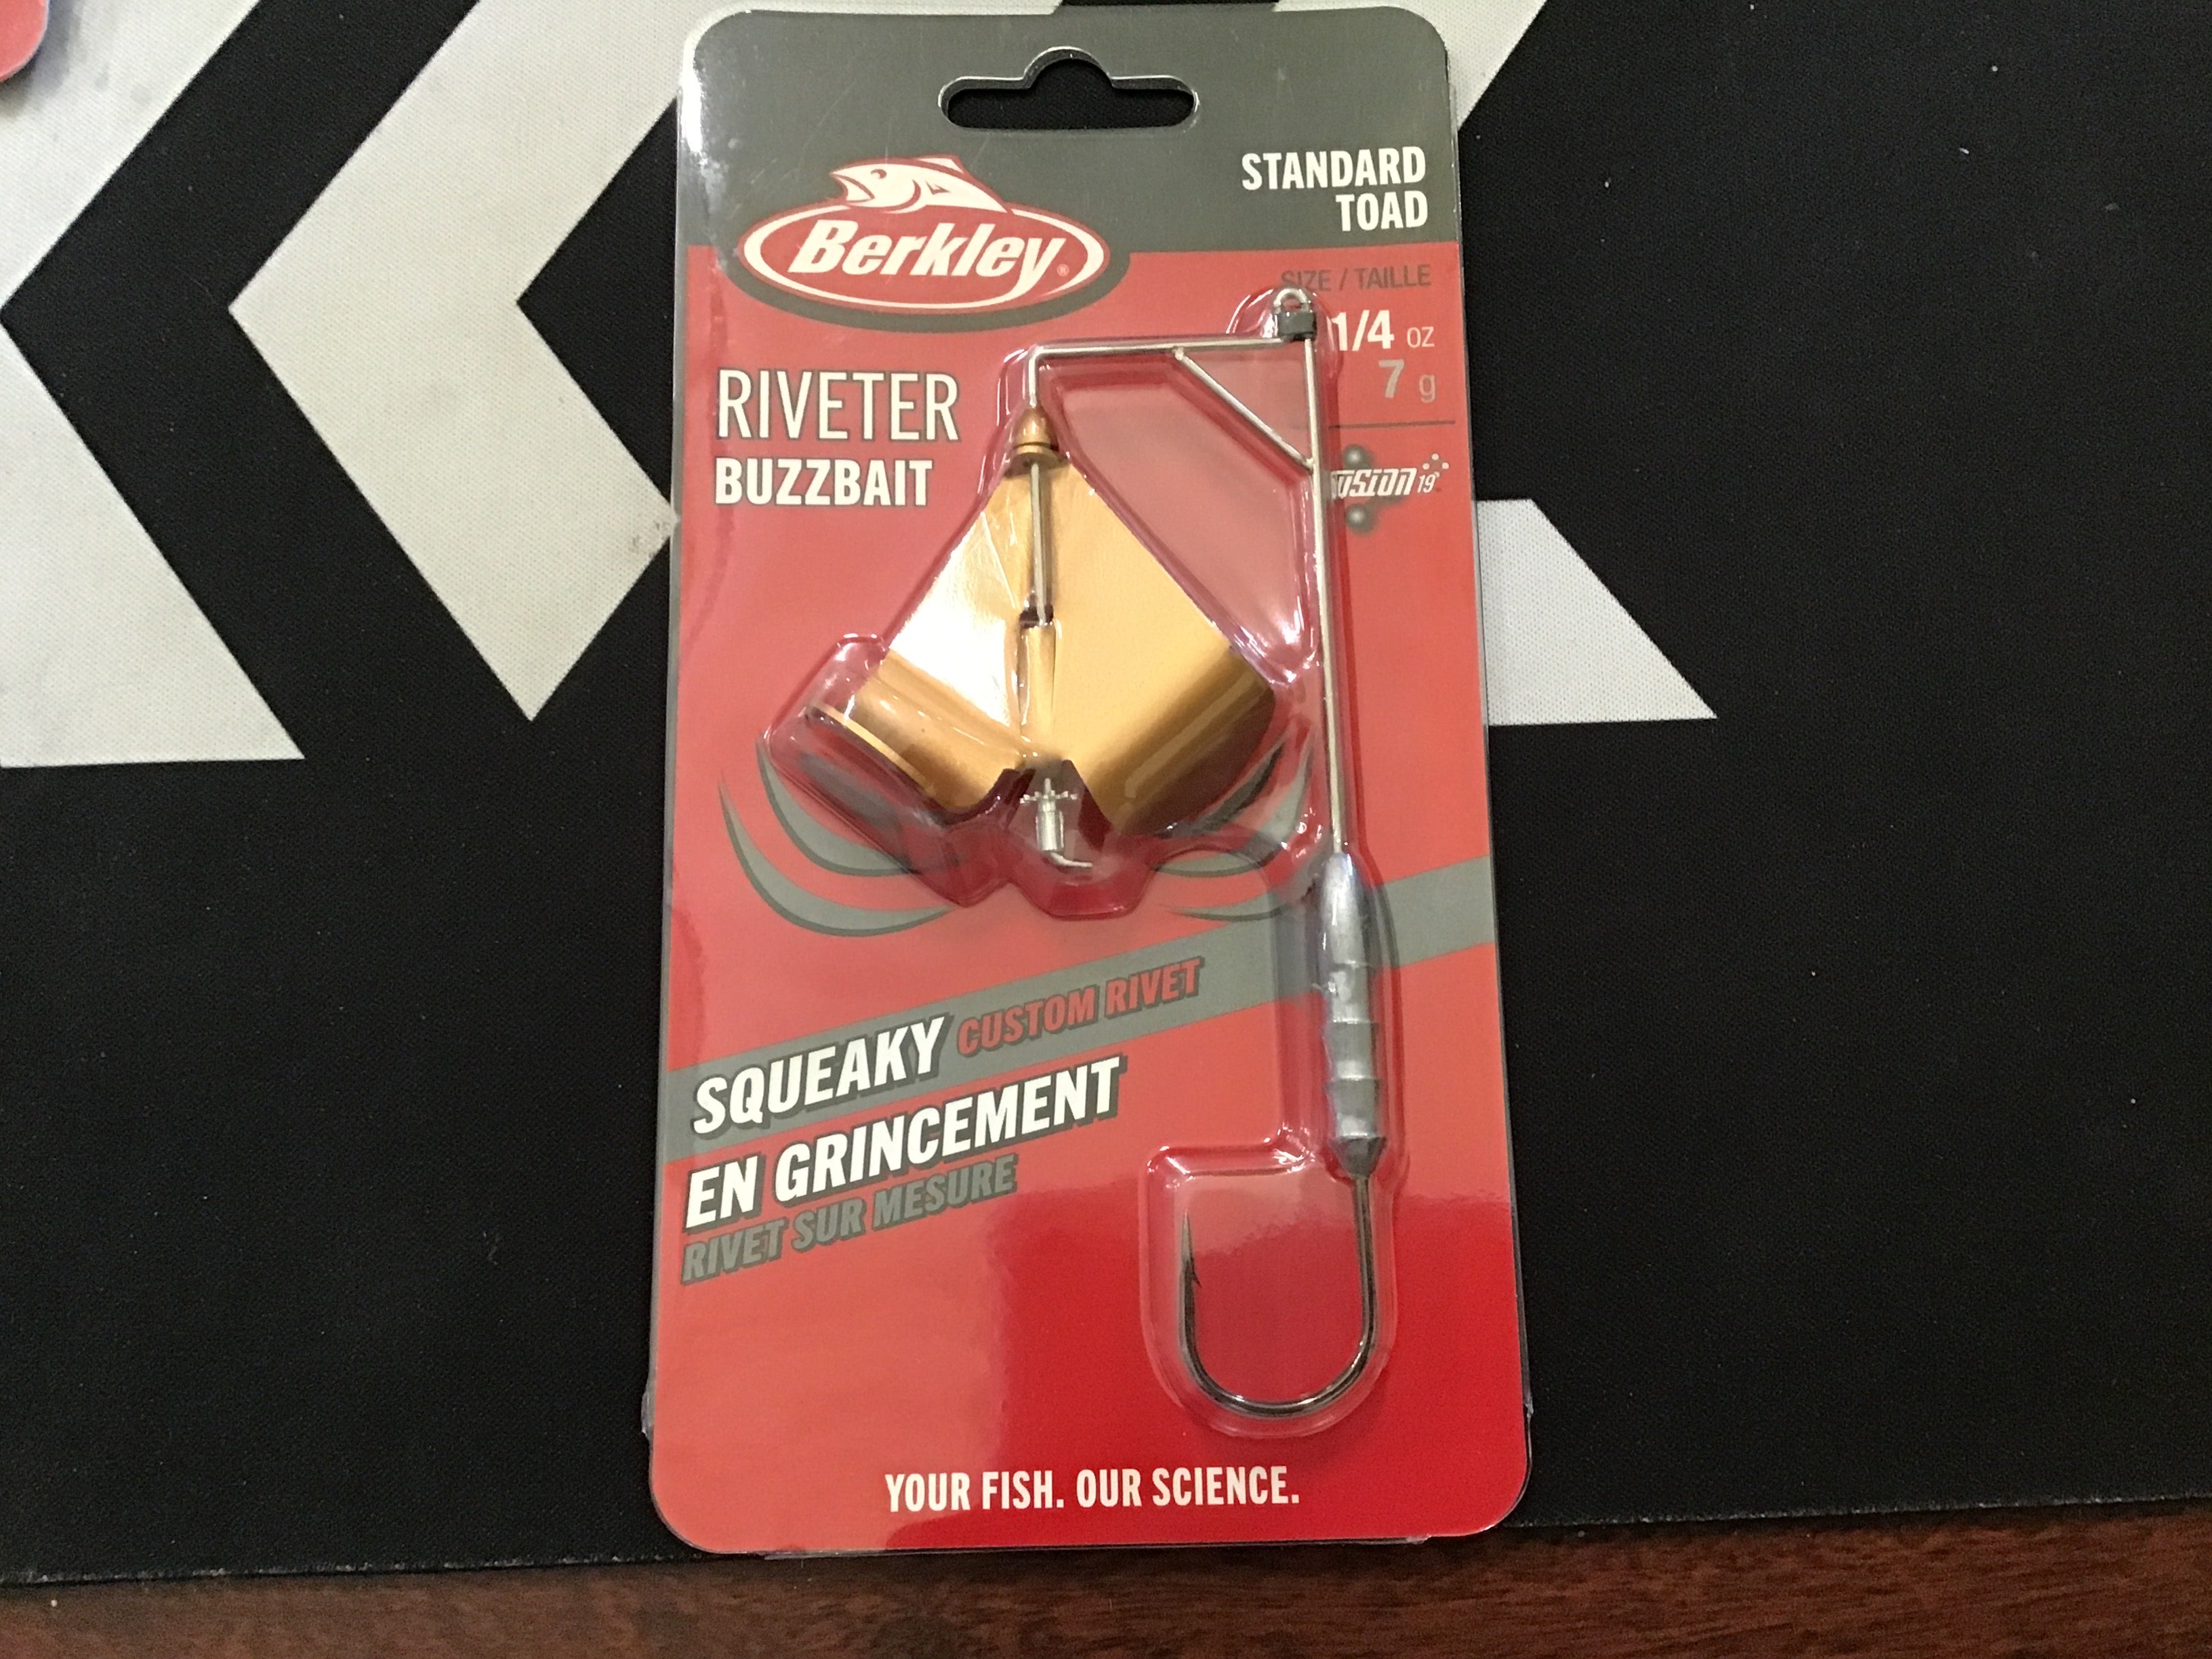 Berkley®
STANDARD
TOAD
SIZE / TAILLE
1/4 OZ
7 g
RIVETER
BUZZBAIT
19
SQUEAKY CUSTOM RIVET
EN GRINCEMENT
RIVET SUR MESURE
YOUR FISH. OUR SCIENCE.